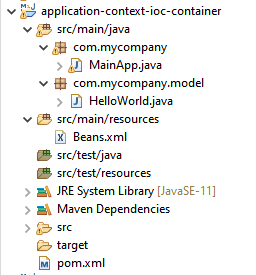 application-context-ioc-container
src/main/java
com.mycompany
MainApp.java
com.mycompany.model
HelloWorld.java
src/main/resources
Beans.xml
src/test/java
src/test/resources
JRE System Library [JavaSE-11]
Maven Dependencies
src
target
pom.xml